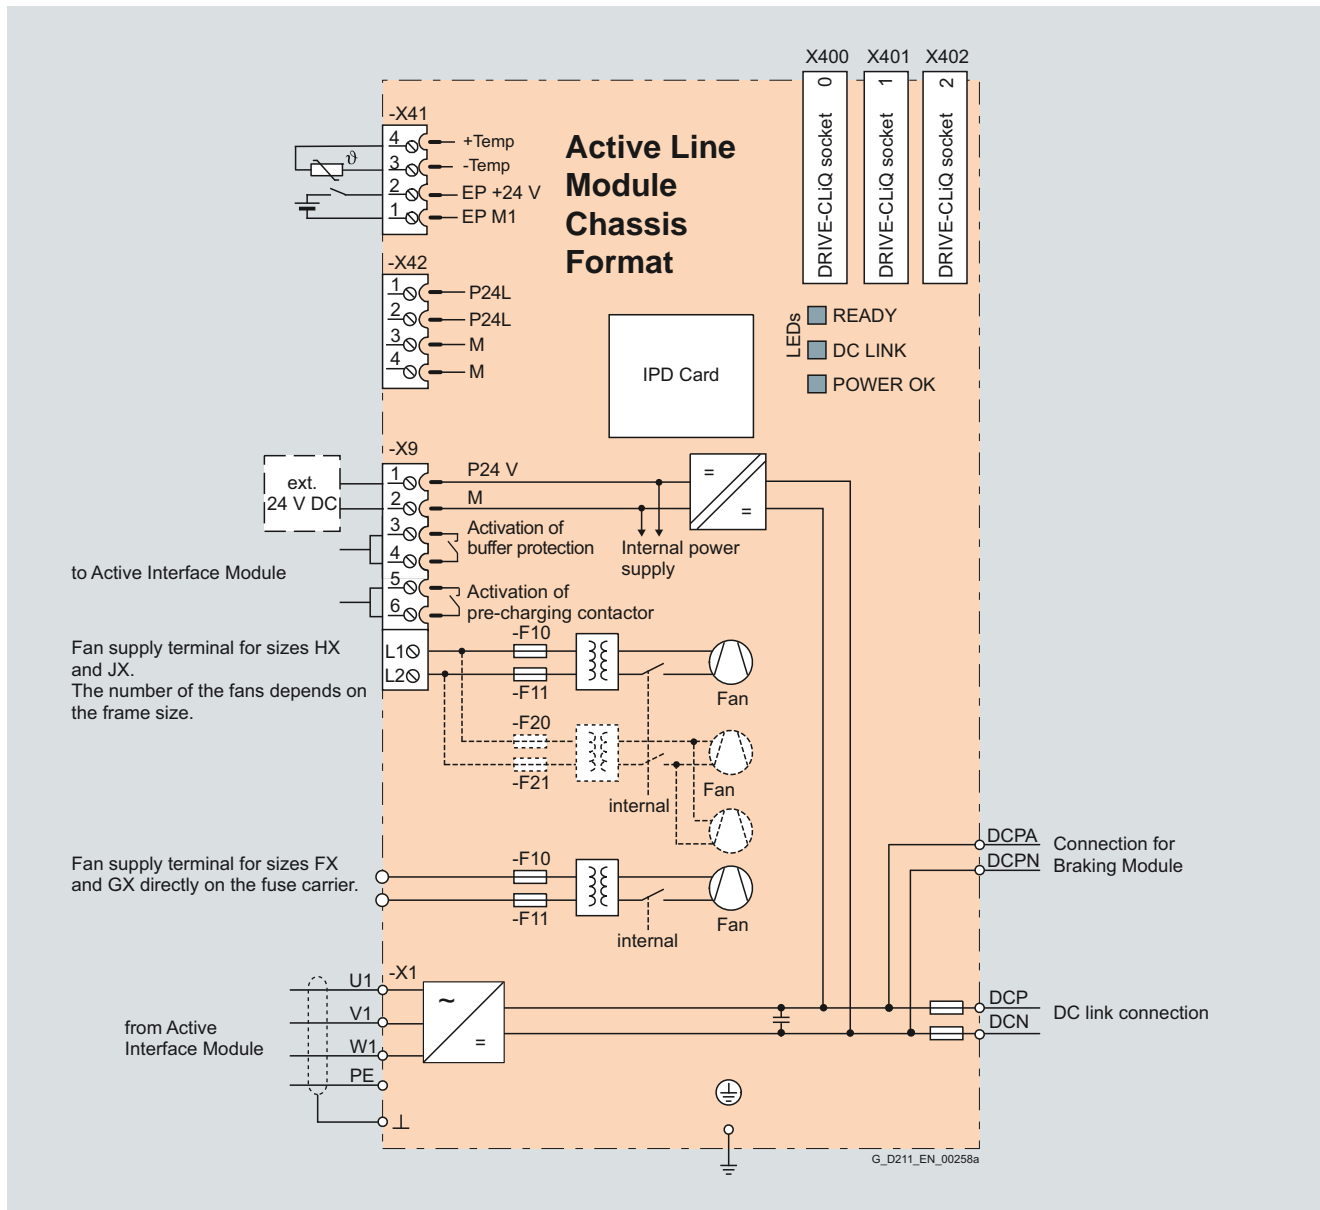 X400 X401 X402
0 1 2
DRIVE-CLiQ socket
DRIVE-CLiQ socket
DRIVE-CLiQ socket
Active Line
Module
Chassis
Format
-X41
4 +Temp
3 -Temp
2 EP +24 V
1 EP M1
ϑ
-X42
1 P24L
2 P24L
3 M
4 M
LEDs
READY
DC LINK
POWER OK
IPD Card
-X9
ext.
24 V DC
1 P24 V
2 M
3
4
Activation of
buffer protection
Internal power
supply
=
=
to Active Interface Module
5
6
Activation of
pre-charging contactor
Fan supply terminal for sizes HX
and JX.
The number of the fans depends on
the frame size.
L1
L2
-F10
-F11
Fan
-F20
-F21
Fan
internal
Fan supply terminal for sizes FX
and GX directly on the fuse carrier.
-F10
-F11
Fan
internal
DCPA
DCPN
Connection for
Braking Module
-X1
U1
V1
W1
PE
~
=
from Active
Interface Module
DCP
DCN
DC link connection
G_D211_EN_00258a